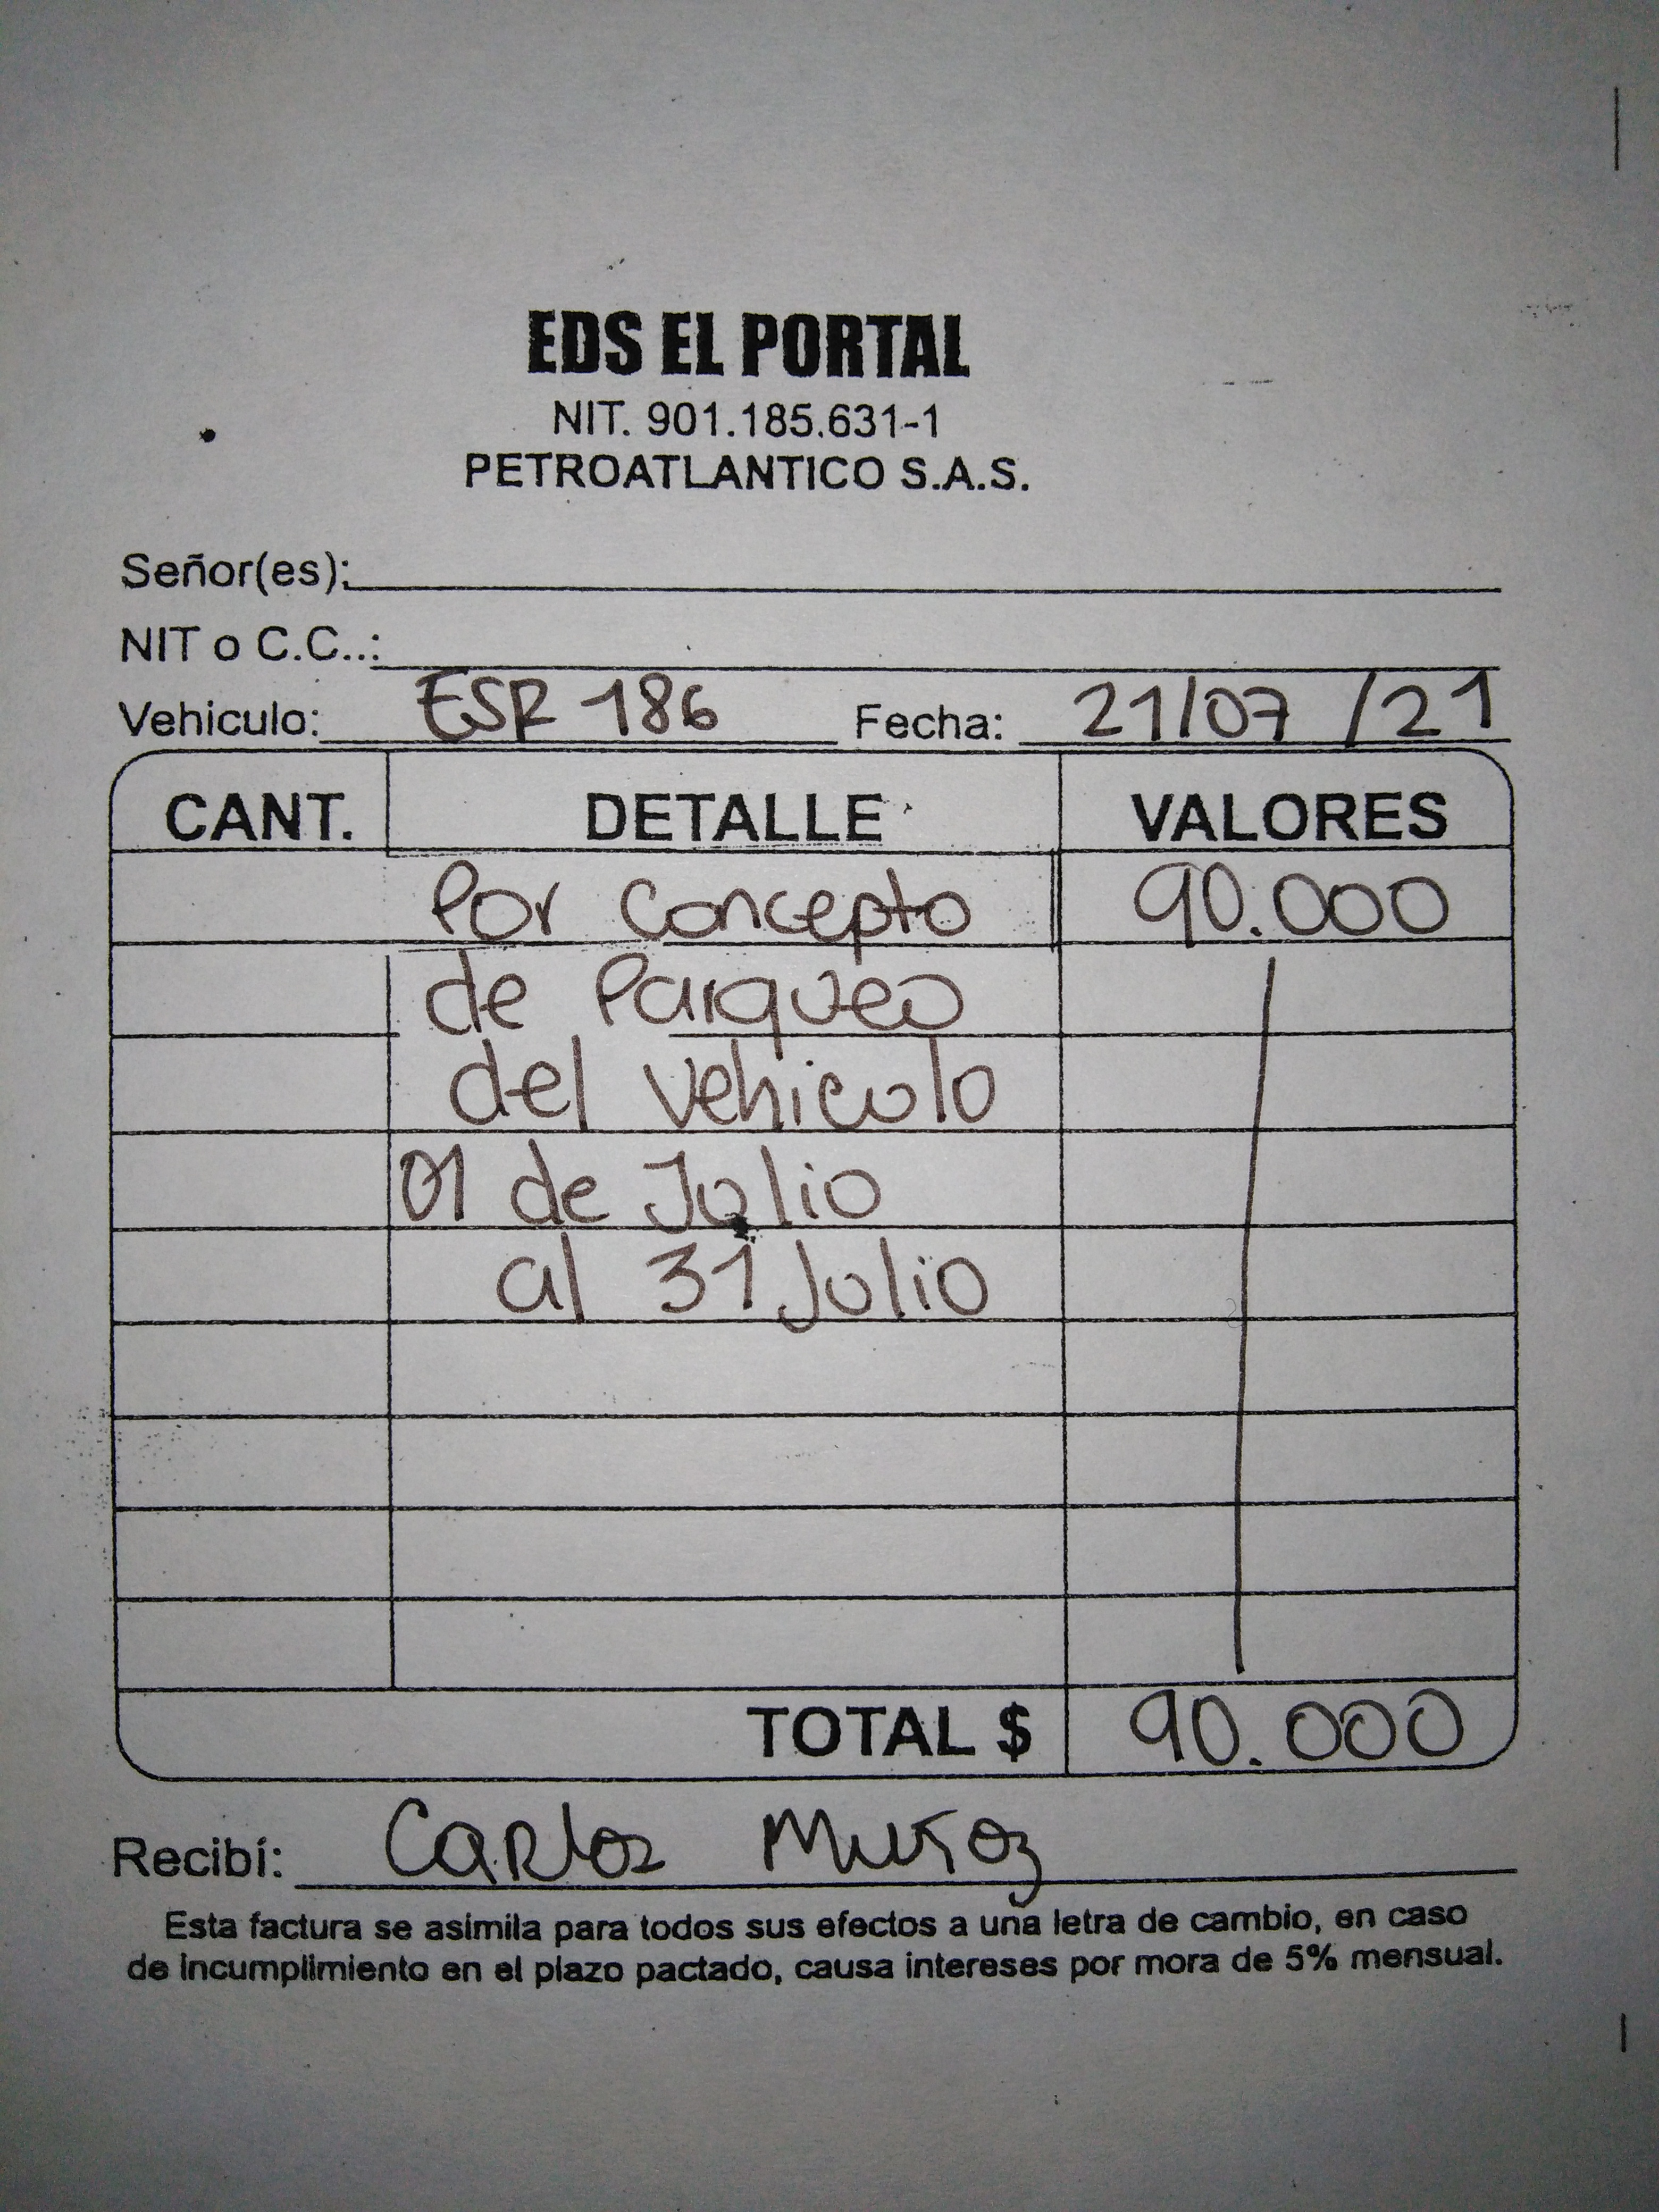 EDS EL PORTAL
NIT. 901.185.631-1
PETROATLANTICO S.A.S.
Señor(es):
NIT o C.C..:
Vehiculo: ESR 186 Fecha: 21/07/21
CANT. DETALLE VALORES
Por Concepto 90.000
de Parqueo
del vehiculo
01 de Julio
al 31 Julio
TOTAL $ 90.000
Recibí: Carlos Muñoz
Esta factura se asimila para todos sus efectos a una letra de cambio, en caso
de incumplimiento en el plazo pactado, causa intereses por mora de 5% mensual.